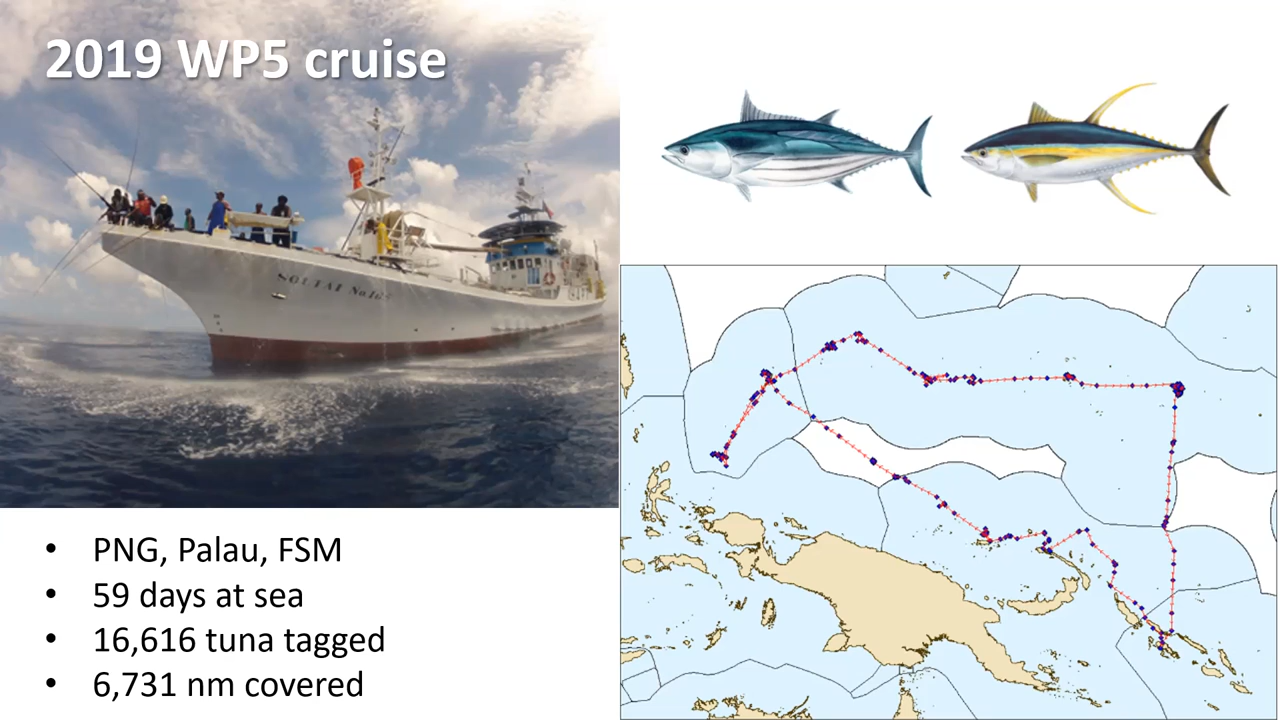 2019 WP5 cruise
SOLTAI No.105
• PNG, Palau, FSM
• 59 days at sea
• 16,616 tuna tagged
• 6,731 nm covered